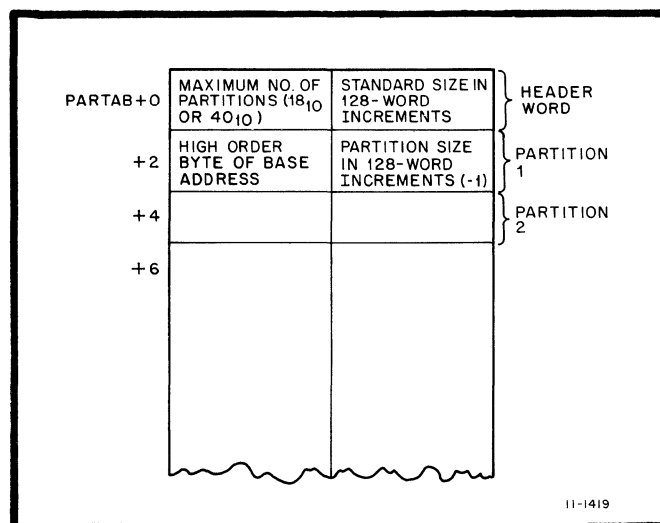 PARTAB+0
MAXIMUM NO. OF
PARTITIONS (18₁₀
OR 40₁₀)
STANDARD SIZE IN
128-WORD
INCREMENTS
HEADER
WORD
+2
HIGH ORDER
BYTE OF BASE
ADDRESS
PARTITION SIZE
IN 128-WORD
INCREMENTS (-1)
PARTITION
1
+4
PARTITION
2
+6
11-1419